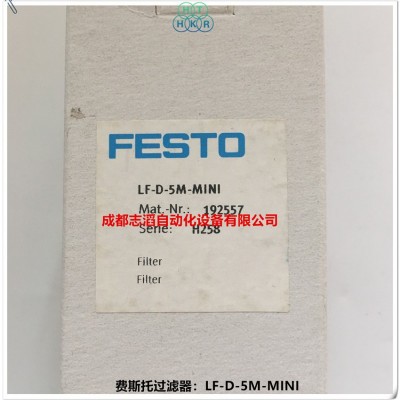 HT
HKR
FESTO
LF-D-5M-MINI
Mat.-Nr.: 192557
成都志滔自动化设备有限公司
Serie: H258
Filter
Filter
费斯托过滤器：LF-D-5M-MINI